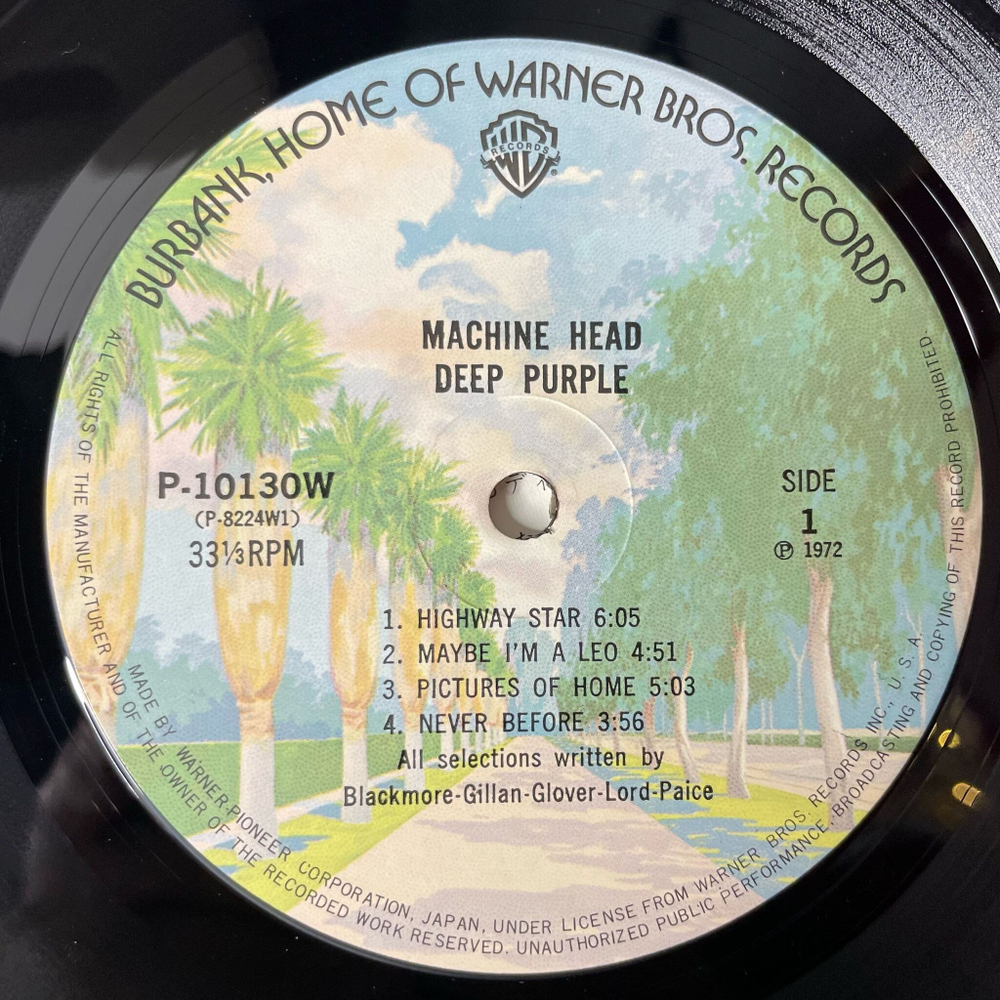 BURBANK, HOME OF WARNER BROS. RECORDS
WB
RECORDS
®
MACHINE HEAD
DEEP PURPLE
P-10130W
(P-8224W1)
33⅓RPM
SIDE
1
℗ 1972
1. HIGHWAY STAR 6:05
2. MAYBE I'M A LEO 4:51
3. PICTURES OF HOME 5:03
4. NEVER BEFORE 3:56
All selections written by
Blackmore-Gillan-Glover-Lord-Paice
MADE BY WARNER-PIONEER CORPORATION, JAPAN, UNDER LICENSE FROM WARNER BROS. RECORDS INC., U. S. A.
ALL RIGHTS OF THE MANUFACTURER AND OF THE OWNER OF THE RECORDED WORK RESERVED. UNAUTHORIZED PUBLIC PERFORMANCE, BROADCASTING AND COPYING OF THIS RECORD PROHIBITED.